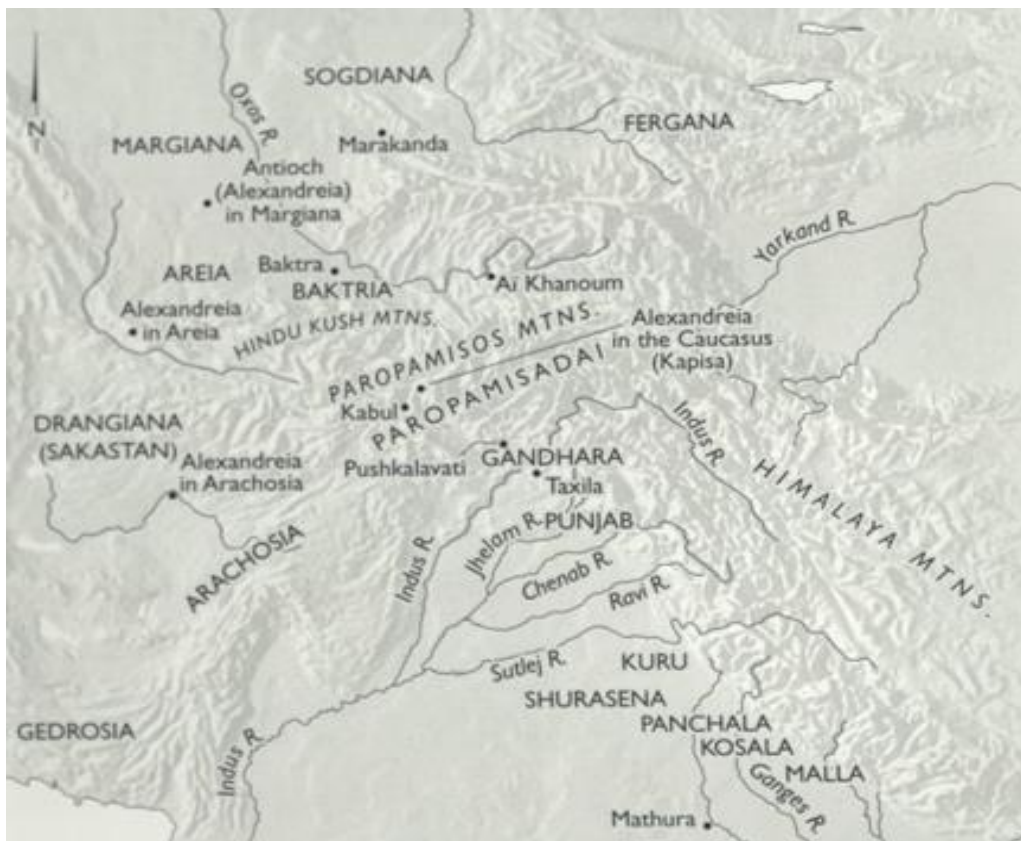 SOGDIANA
Oxos R.
FERGANA
MARGIANA
Marakanda
Antioch
(Alexandreia)
in Margiana
Yarkand R.
AREIA
Baktra
BAKTRIA
Aï Khanoum
Alexandreia
in Areia
HINDU KUSH MTNS.
PAROPAMISOS MTNS.
Alexandreia
in the Caucasus
(Kapisa)
PAROPAMISADAI
Kabul
DRANGIANA
(SAKASTAN)
Alexandreia
in Arachosia
Pushkalavati
GANDHARA
Taxila
Indus R.
HIMALAYA MTNS.
ARACHOSIA
Indus R.
Jhelam R.
PUNJAB
Chenab R.
Ravi R.
Sutlej R.
KURU
SHURASENA
PANCHALA
KOSALA
MALLA
Ganges R.
GEDROSIA
Indus R
Mathura
N